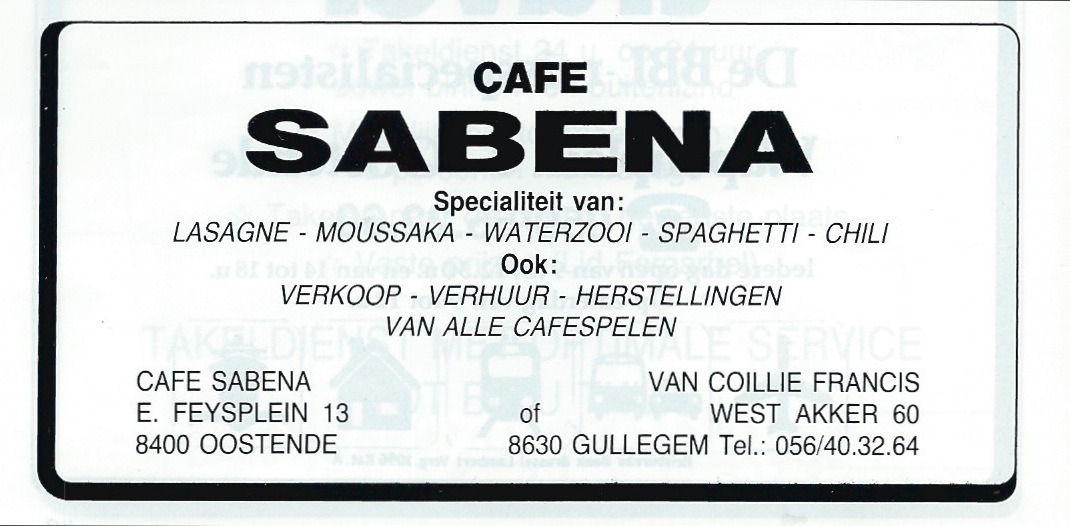 CAFE
SABENA
Specialiteit van:
LASAGNE - MOUSSAKA - WATERZOOI - SPAGHETTI - CHILI
Ook:
VERKOOP - VERHUUR - HERSTELLINGEN
VAN ALLE CAFESPELEN
CAFE SABENA
E. FEYSPLEIN 13
8400 OOSTENDE
of
VAN COILLIE FRANCIS
WEST AKKER 60
8630 GULLEGEM Tel.: 056/40.32.64